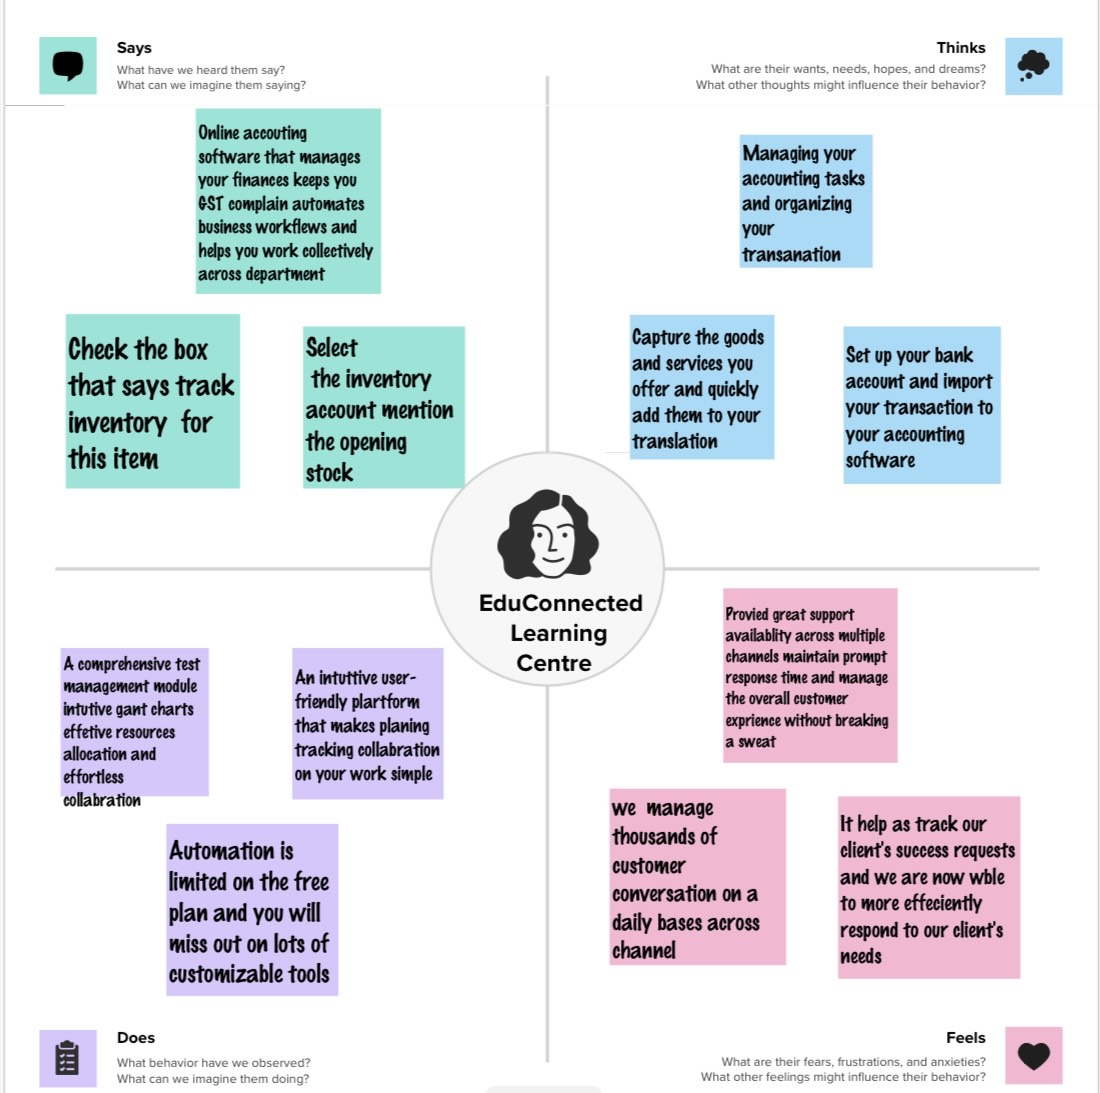 Says
What have we heard them say?
What can we imagine them saying?
Thinks
What are their wants, needs, hopes, and dreams?
What other thoughts might influence their behavior?
Online accouting
software that manages
your finances keeps you
GST complain automates
business workflews and
helps you work collectively
across department
Check the box
that says track
inventory for
this item
Select
the inventory
account mention
the opening
stock
Managing your
accounting tasks
and organizing
your
transanation
Capture the goods
and services you
offer and quickly
add them to your
translation
Set up your bank
account and import
your transaction to
your accounting
software
EduConnected
Learning
Centre
A comprehensive test
management module
intutive gant charts
effetive resources
allocation and
effortless
collabration
An intuttive user-
friendly plartform
that makes planing
tracking collabration
on your work simple
Automation is
limited on the free
plan and you will
miss out on lots of
customizable tools
Provied great support
availablity across multiple
channels maintain prompt
response time and manage
the overall customer
exprience without breaking
a sweat
we manage
thousands of
customer
conversation on a
daily bases across
channel
It help as track our
client's success requests
and we are now wble
to more effeciently
respond to our client's
needs
Does
What behavior have we observed?
What can we imagine them doing?
Feels
What are their fears, frustrations, and anxieties?
What other feelings might influence their behavior?